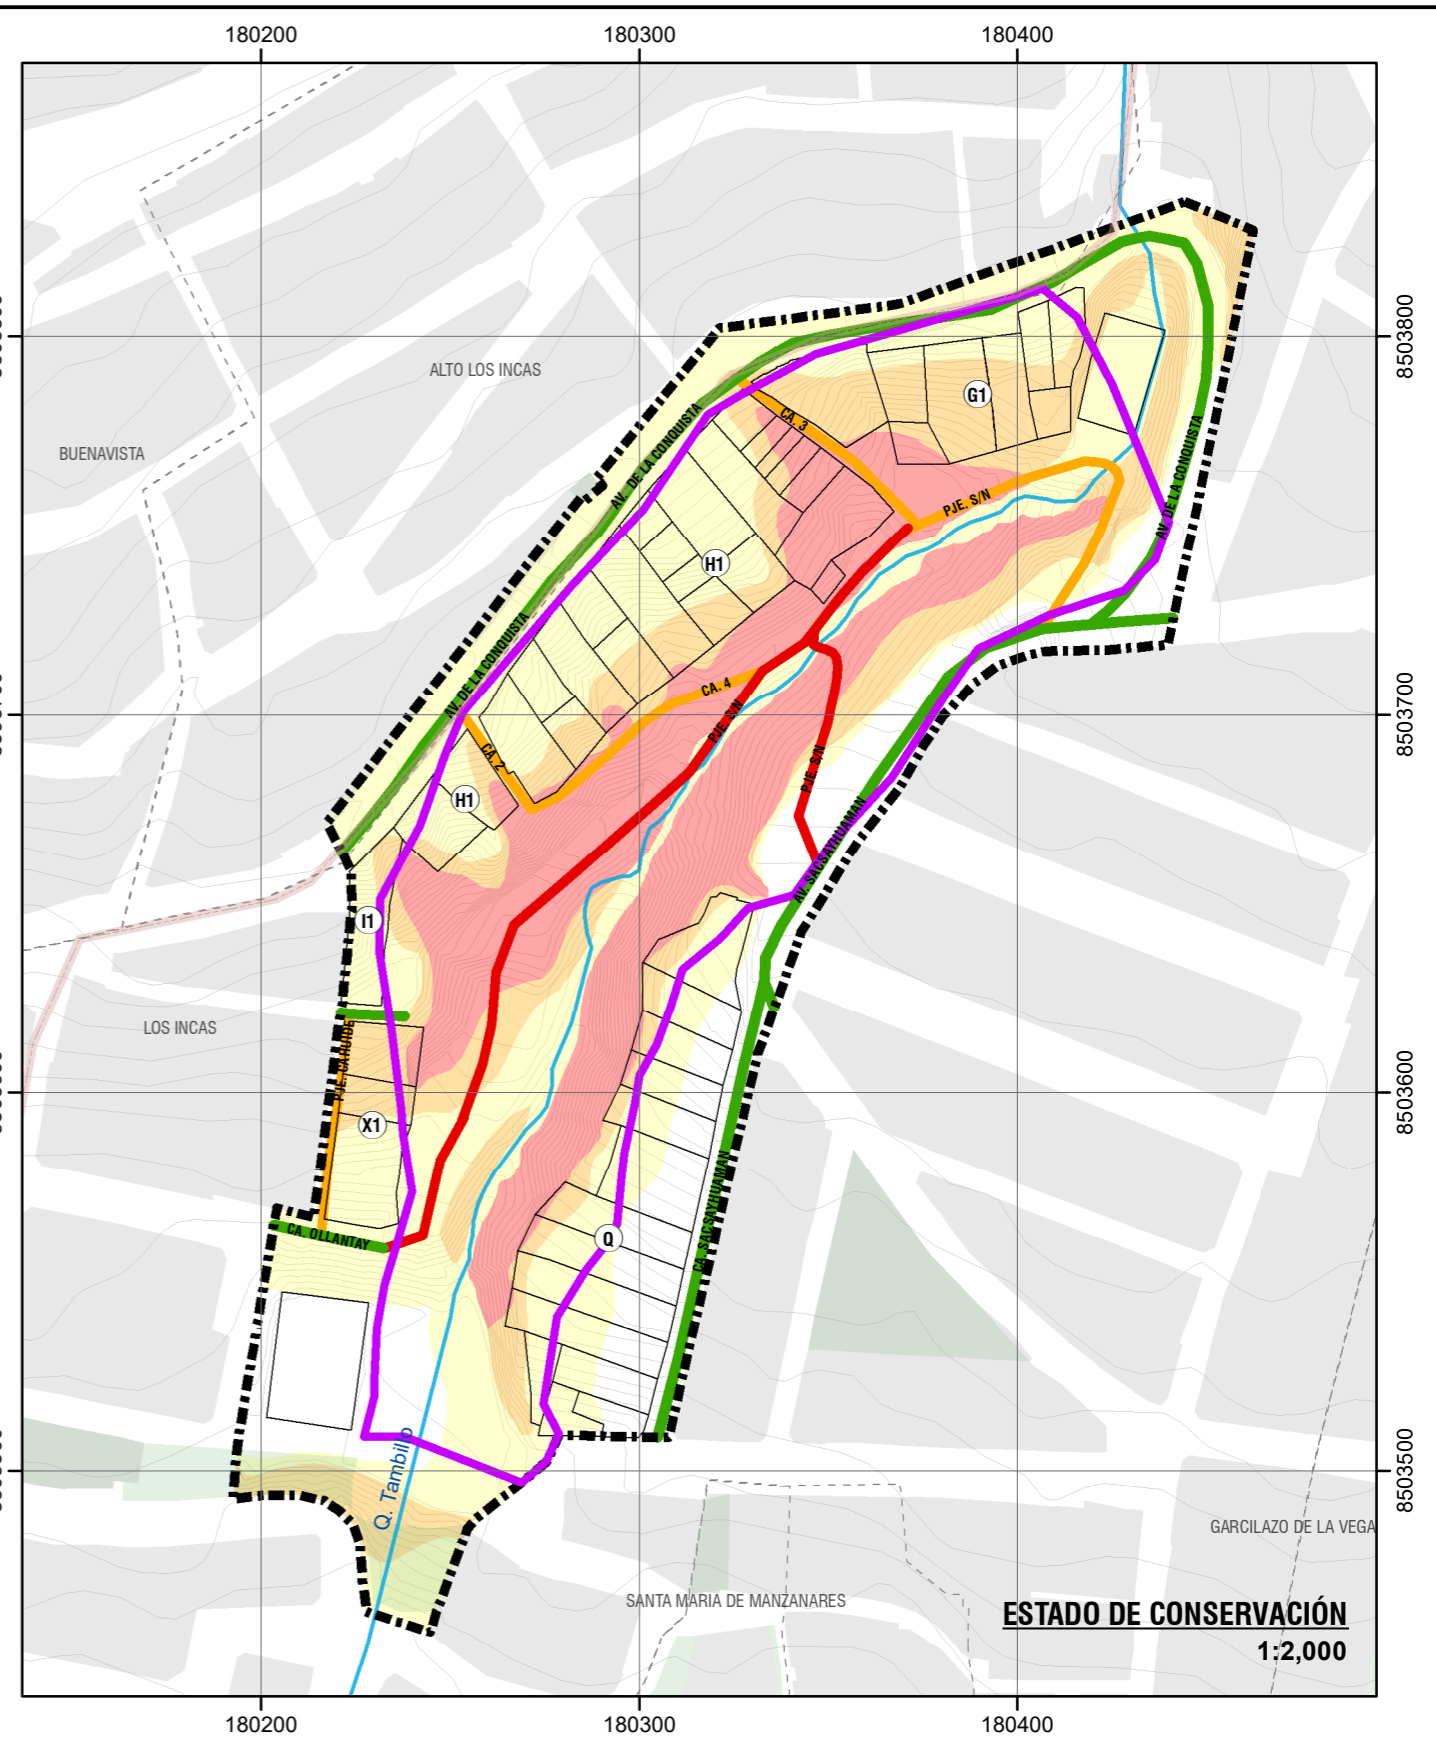 180200
180300
180400
8503800
ALTO LOS INCAS
G1
CA. 3
AV. DE LA CONQUISTA
BUENAVISTA
AV. DE LA CONQUISTA
PJE. S/N
H1
AV. DE LA CONQUISTA
CA. 4
8503700
PJE. S/N
CA. 2
PJE. S/N
H1
AV. SACSAYHUAMAN
I1
LOS INCAS
PJE. CAHUIDE
8503600
X1
CA. SACSAYHUAMAN
CA. OLLANTAY
Q
Q. Tambillo
8503500
GARCILAZO DE LA VEGA
SANTA MARIA DE MANZANARES
ESTADO DE CONSERVACIÓN
1:2,000
180200
180300
180400